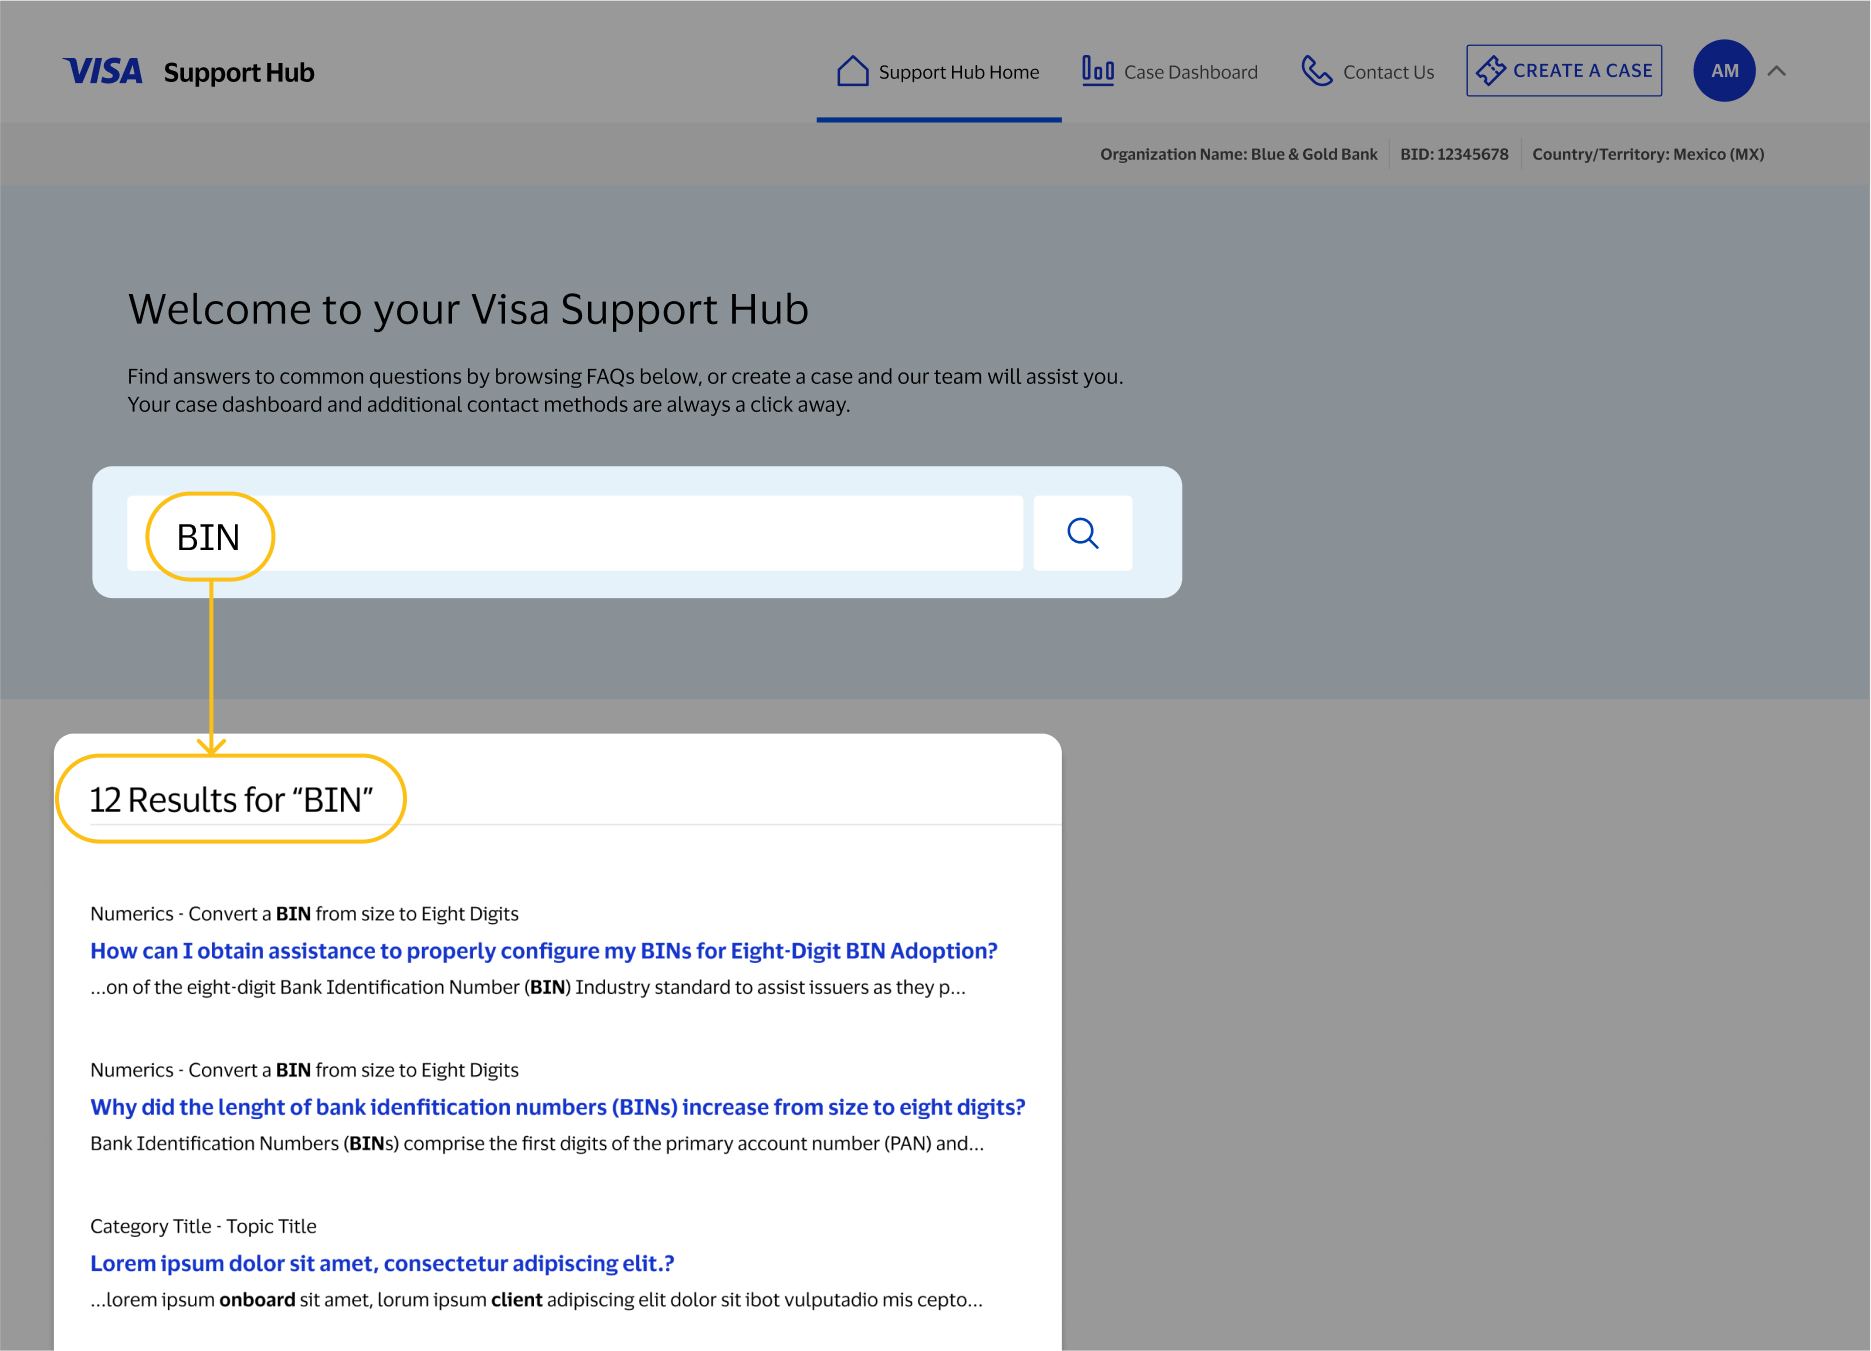 VISA Support Hub
Support Hub Home
Case Dashboard
Contact Us
CREATE A CASE
AM
Organization Name: Blue & Gold Bank
BID: 12345678
Country/Territory: Mexico (MX)
Welcome to your Visa Support Hub
Find answers to common questions by browsing FAQs below, or create a case and our team will assist you.
Your case dashboard and additional contact methods are always a click away.
BIN
12 Results for “BIN”
Numerics - Convert a BIN from size to Eight Digits
How can I obtain assistance to properly configure my BINs for Eight-Digit BIN Adoption?
...on of the eight-digit Bank Identification Number (BIN) Industry standard to assist issuers as they p...
Numerics - Convert a BIN from size to Eight Digits
Why did the lenght of bank idenfitication numbers (BINs) increase from size to eight digits?
Bank Identification Numbers (BINs) comprise the first digits of the primary account number (PAN) and...
Category Title - Topic Title
Lorem ipsum dolor sit amet, consectetur adipiscing elit.?
...lorem ipsum onboard sit amet, lorum ipsum client adipiscing elit dolor sit ibot vulputadio mis cepto...